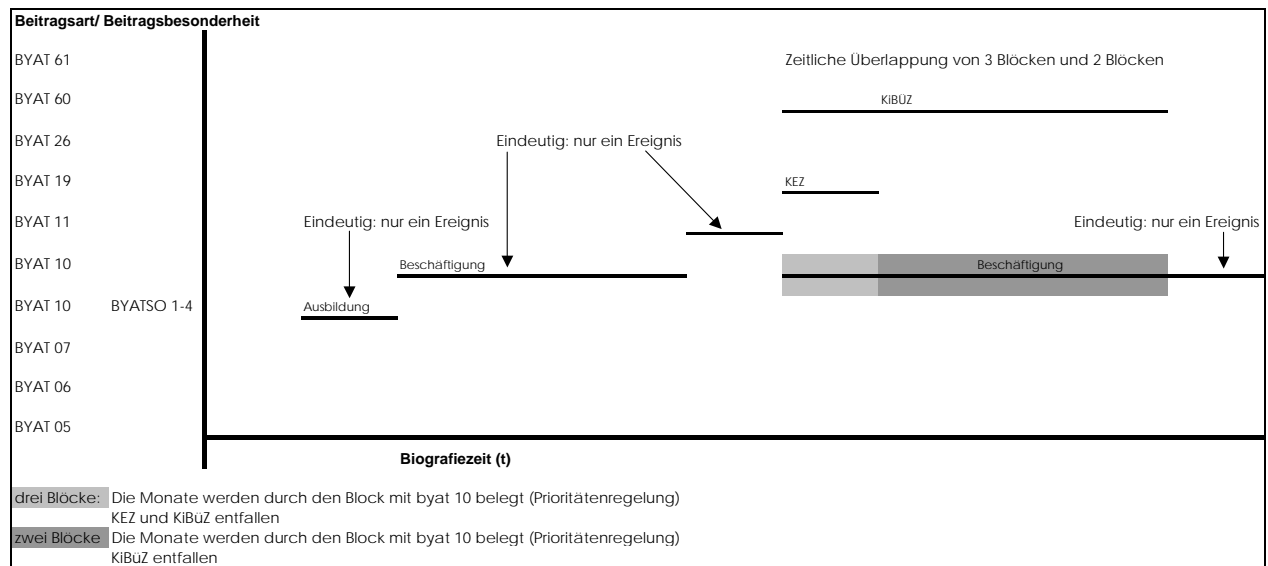 Beitragsart/ Beitragsbesonderheit
BYAT 61 Zeitliche Überlappung von 3 Blöcken und 2 Blöcken
BYAT 60 KiBÜZ
BYAT 26 Eindeutig: nur ein Ereignis
BYAT 19 KEZ
BYAT 11 Eindeutig: nur ein Ereignis Eindeutig: nur ein Ereignis
BYAT 10 Beschäftigung Beschäftigung
BYAT 10 BYATSO 1-4 Ausbildung
BYAT 07
BYAT 06
BYAT 05
Biografiezeit (t)
drei Blöcke: Die Monate werden durch den Block mit byat 10 belegt (Prioritätenregelung)
KEZ und KiBüZ entfallen
zwei Blöcke Die Monate werden durch den Block mit byat 10 belegt (Prioritätenregelung)
KiBüZ entfallen